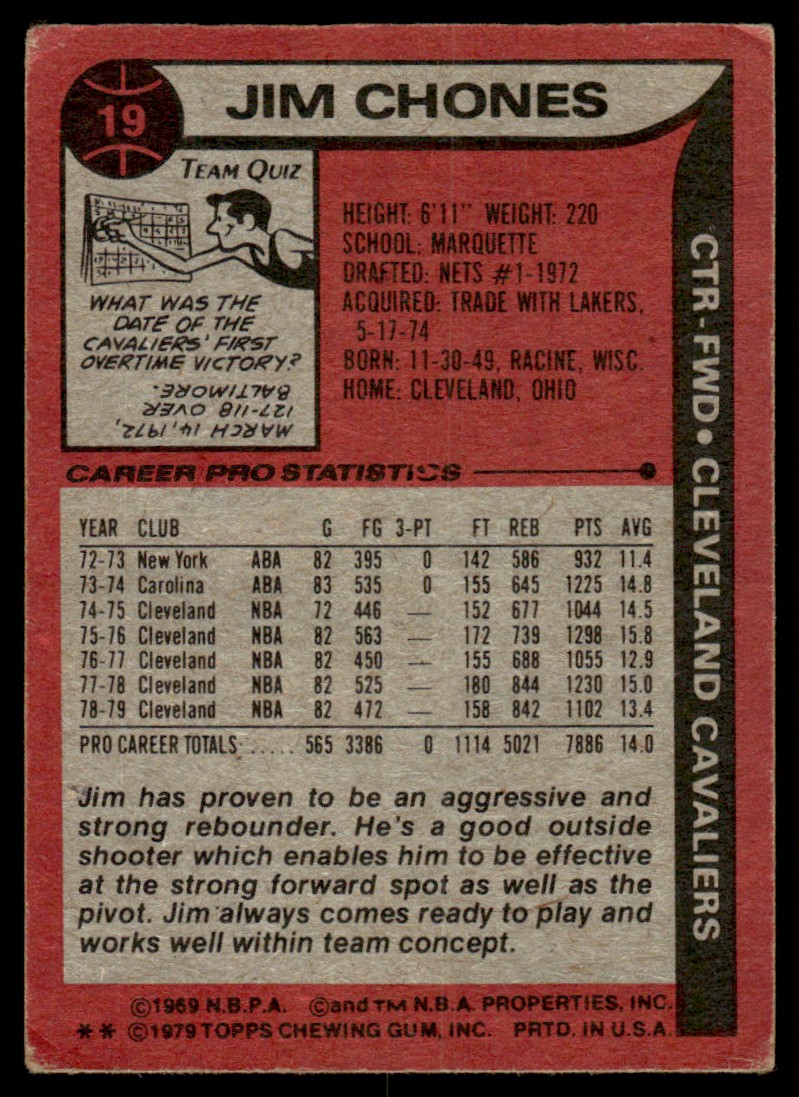 19
JIM CHONES
TEAM QUIZ
WHAT WAS THE
DATE OF THE
CAVALIERS' FIRST
OVERTIME VICTORY?
MARCH 14, 1972,
127-118 OVER
BALTIMORE.
HEIGHT: 6'11" WEIGHT: 220
SCHOOL: MARQUETTE
DRAFTED: NETS #1-1972
ACQUIRED: TRADE WITH LAKERS,
5-17-74
BORN: 11-30-49, RACINE, WISC.
HOME: CLEVELAND, OHIO
CTR-FWD • CLEVELAND CAVALIERS
CAREER PRO STATISTICS
YEAR CLUB G FG 3-PT FT REB PTS AVG
72-73 New York ABA 82 395 0 142 586 932 11.4
73-74 Carolina ABA 83 535 0 155 645 1225 14.8
74-75 Cleveland NBA 72 446 — 152 677 1044 14.5
75-76 Cleveland NBA 82 563 — 172 739 1298 15.8
76-77 Cleveland NBA 82 450 — 155 688 1055 12.9
77-78 Cleveland NBA 82 525 — 180 844 1230 15.0
78-79 Cleveland NBA 82 472 — 158 842 1102 13.4
PRO CAREER TOTALS ..... 565 3386 0 1114 5021 7886 14.0
Jim has proven to be an aggressive and
strong rebounder. He's a good outside
shooter which enables him to be effective
at the strong forward spot as well as the
pivot. Jim always comes ready to play and
works well within team concept.
©1969 N.B.P.A. ©and TM N.B.A. PROPERTIES, INC.
** ©1979 TOPPS CHEWING GUM, INC. PRTD. IN U.S.A.